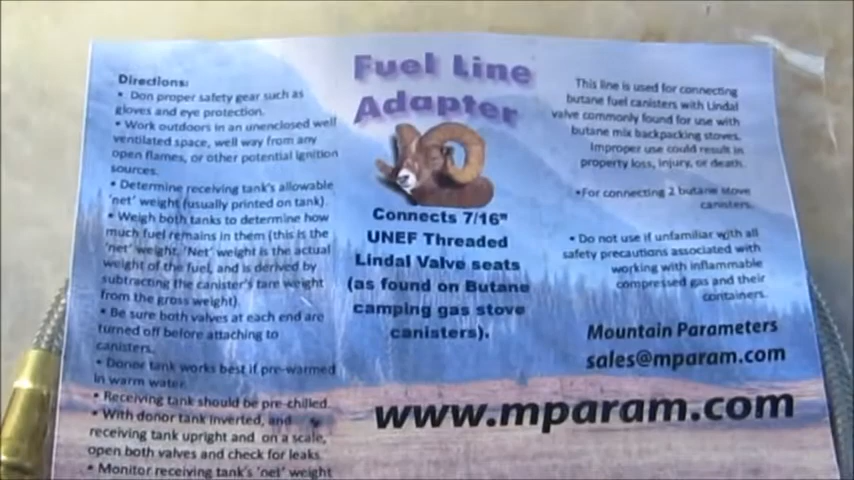 Directions:
• Don proper safety gear such as
gloves and eye protection.
• Work outdoors in an unenclosed well
ventilated space, well way from any
open flames, or other potential ignition
sources.
• Determine receiving tank's allowable
'net' weight (usually printed on tank).
• Weigh both tanks to determine how
much fuel remains in them (this is the
'net' weight. 'Net' weight is the actual
weight of the fuel, and is derived by
subtracting the canister's tare weight
from the gross weight).
• Be sure both valves at each end are
turned off before attaching to
canisters.
• Donor tank works best if pre-warmed
in warm water.
• Receiving tank should be pre-chilled.
• With donor tank inverted, and
receiving tank upright and on a scale,
open both valves and check for leaks.
• Monitor receiving tank's 'net' weight
Fuel Line
Adapter
Connects 7/16"
UNEF Threaded
Lindal Valve seats
(as found on Butane
camping gas stove
canisters).
This line is used for connecting
butane fuel canisters with Lindal
valve commonly found for use with
butane mix backpacking stoves.
Improper use could result in
property loss, injury, or death.
•For connecting 2 butane stove
canisters.
• Do not use if unfamiliar with all
safety precautions associated with
working with inflammable
compressed gas and their
containers.
Mountain Parameters
sales@mparam.com
www.mparam.com